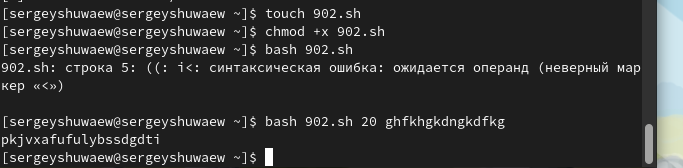 [sergeyshuwaew@sergeyshuwaew ~]$ touch 902.sh
[sergeyshuwaew@sergeyshuwaew ~]$ chmod +x 902.sh
[sergeyshuwaew@sergeyshuwaew ~]$ bash 902.sh
902.sh: строка 5: ((: i<: синтаксическая ошибка: ожидается операнд (неверный мар
кер «<»)
[sergeyshuwaew@sergeyshuwaew ~]$ bash 902.sh 20 ghfkhgkdngkdfkg
pkjvxafufulybssdgdti
[sergeyshuwaew@sergeyshuwaew ~]$